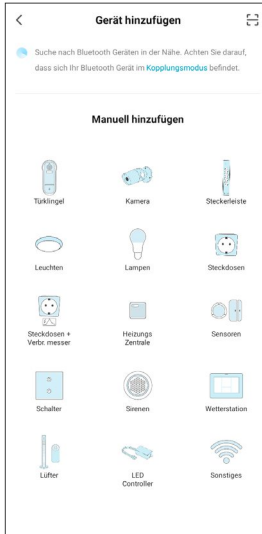 Gerät hinzufügen
Suche nach Bluetooth Geräten in der Nähe. Achten Sie darauf,
dass sich Ihr Bluetooth Gerät im Kopplungsmodus befindet.
Manuell hinzufügen
Türklingel
Kamera
Steckerleiste
Leuchten
Lampen
Steckdosen
Steckdosen +
Verbr. messer
Heizungs
Zentrale
Sensoren
Schalter
Sirenen
Wetterstation
Lüfter
LED
Controller
Sonstiges